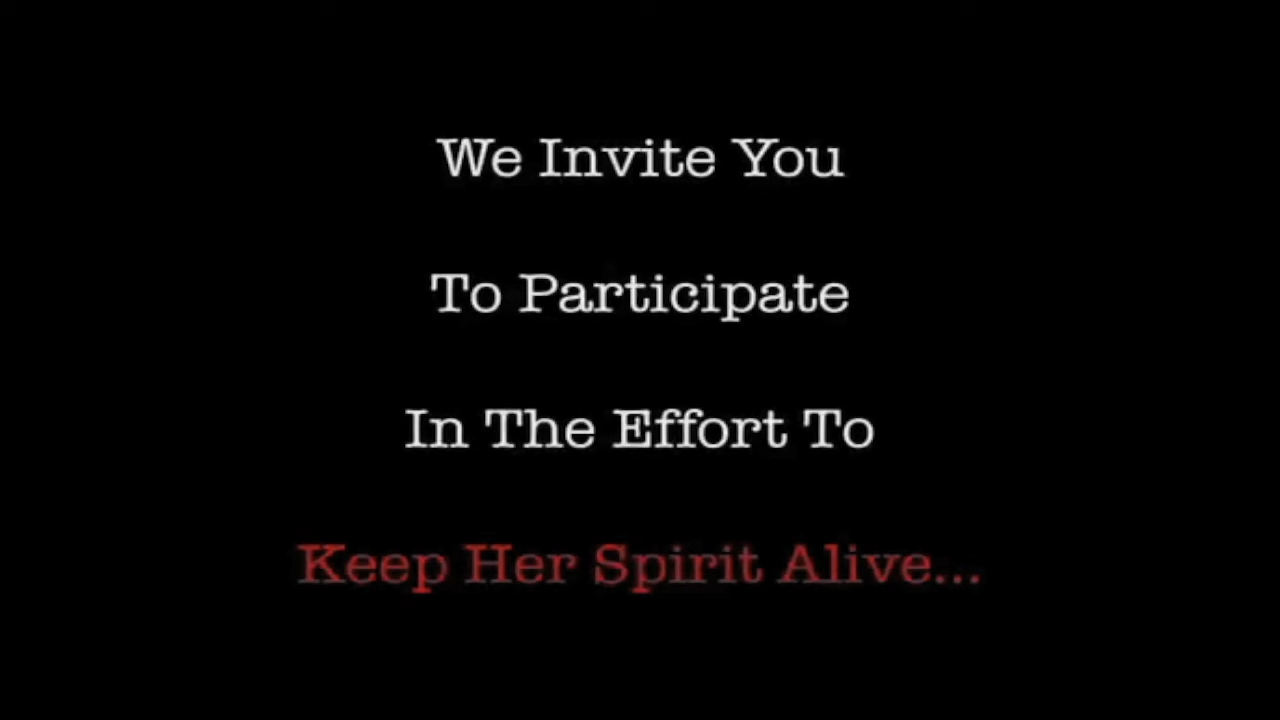 We Invite You
To Participate
In The Effort To
Keep Her Spirit Alive...